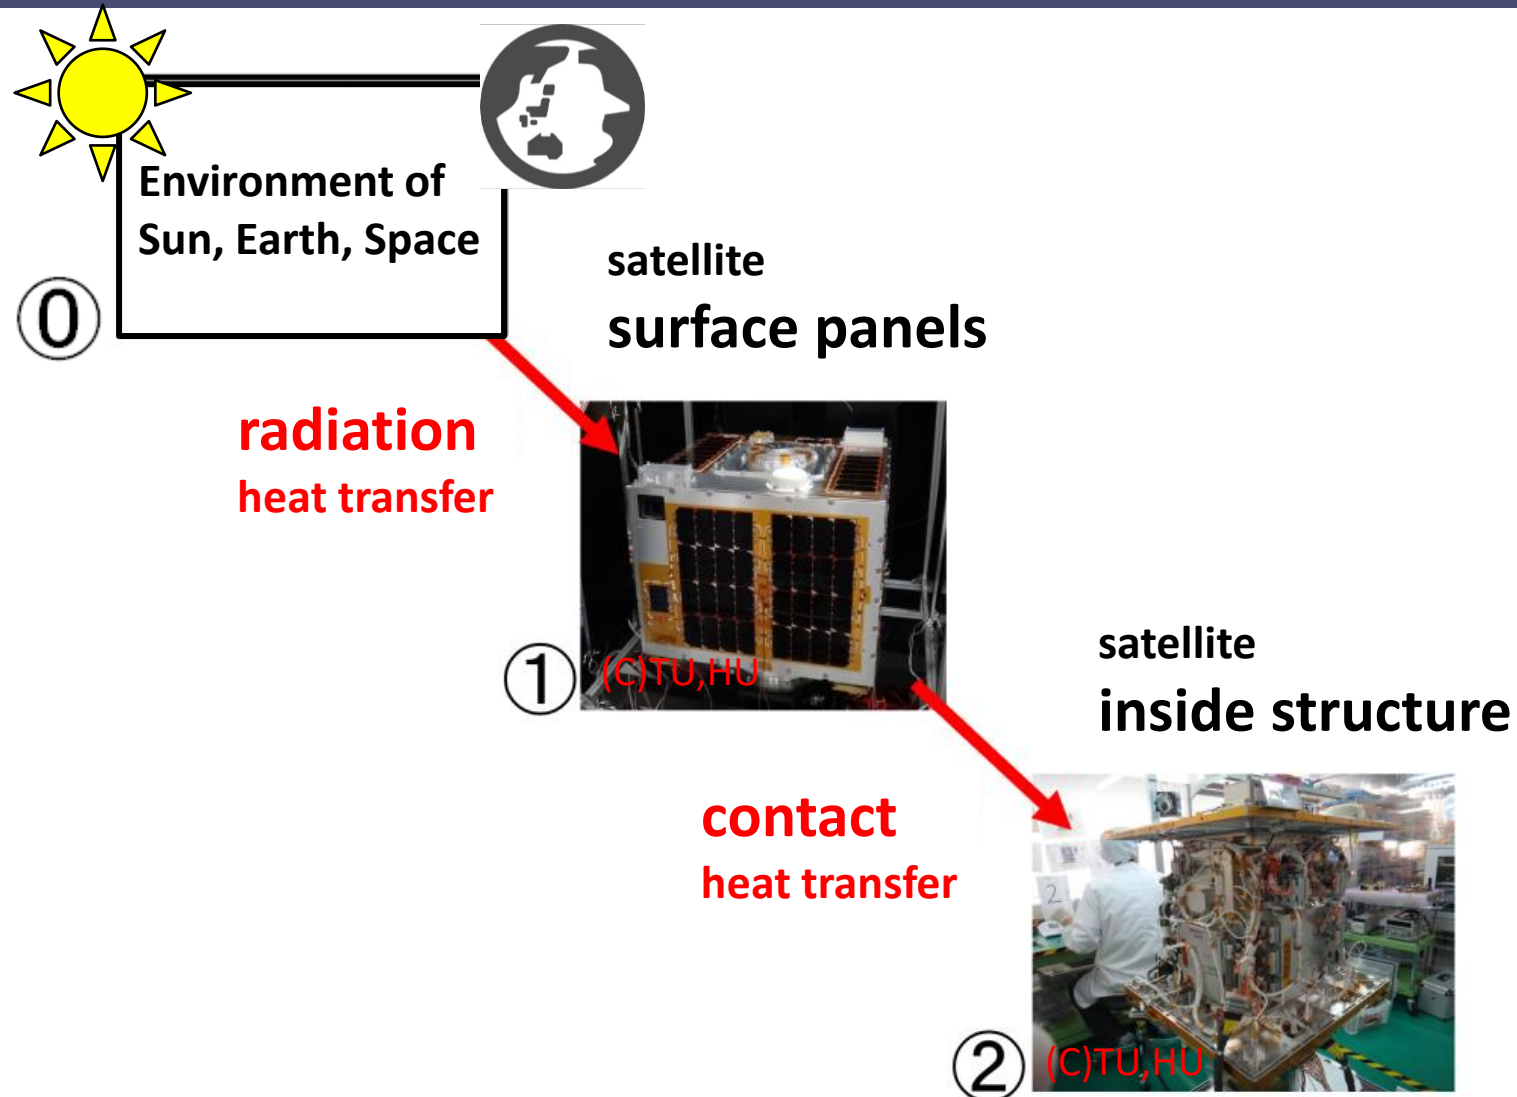 Environment of
Sun, Earth, Space
⓪
satellite
surface panels
radiation
heat transfer
①
(C)TU,HU
satellite
inside structure
contact
heat transfer
2
②
(C)TU,HU